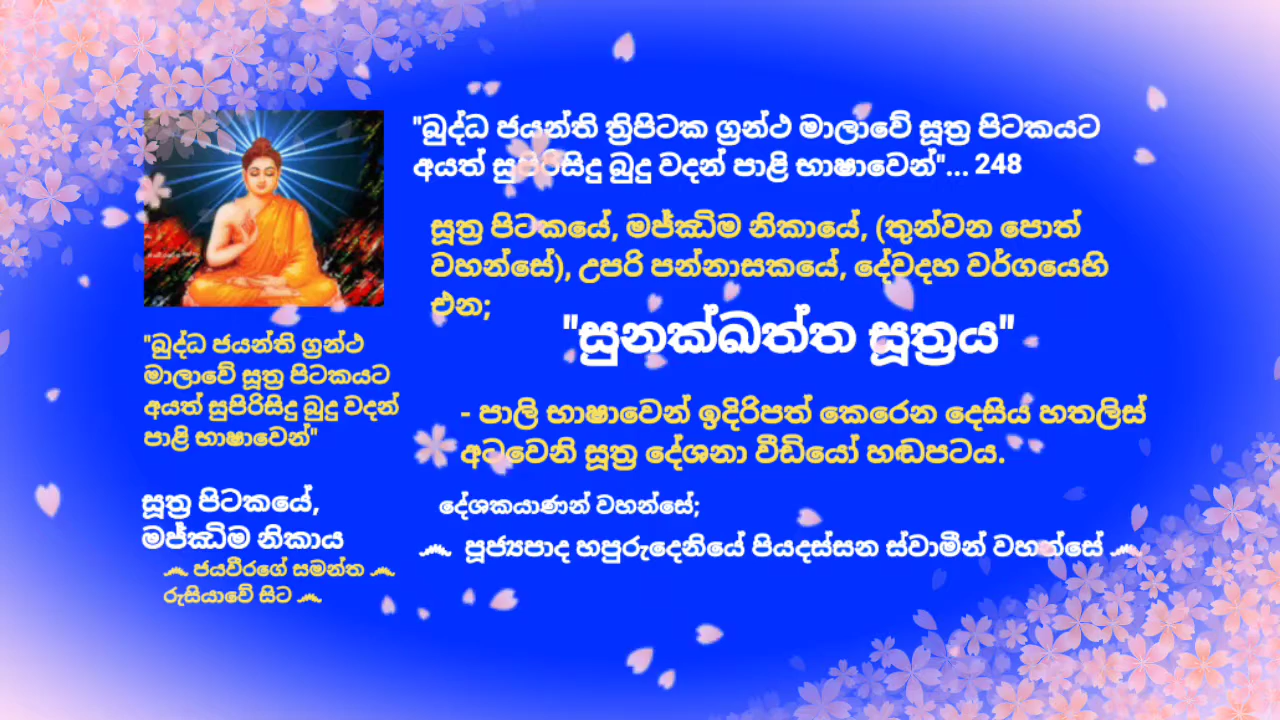 "බුද්ධ ජයන්ති ත්‍රිපිටක ග්‍රන්ථ මාලාවේ සූත්‍ර පිටකයට
අයත් සුපිරිසිදු බුදු වදන් පාළි භාෂාවෙන්"... 248
සූත්‍ර පිටකයේ, මජ්ඣිම නිකායේ, (තුන්වන පොත්
වහන්සේ), උපරි පන්නාසකයේ, දේවදහ වර්ගයෙහි
එන;
"සුනක්ඛත්ත සූත්‍රය"
- පාලි භාෂාවෙන් ඉදිරිපත් කෙරෙන දෙසිය හතලිස්
අටවෙනි සූත්‍ර දේශනා වීඩියෝ හඬපටය.
දේශකයාණන් වහන්සේ;
෴ පූජ්‍යපාද හපුරුදෙනියේ පියදස්සන ස්වාමීන් වහන්සේ ෴
"බුද්ධ ජයන්ති ග්‍රන්ථ
මාලාවේ සූත්‍ර පිටකයට
අයත් සුපිරිසිදු බුදු වදන්
පාළි භාෂාවෙන්"
සූත්‍ර පිටකයේ,
මජ්ඣිම නිකාය
෴ ජයවීරගේ සමන්ත ෴
රුසියාවේ සිට ෴